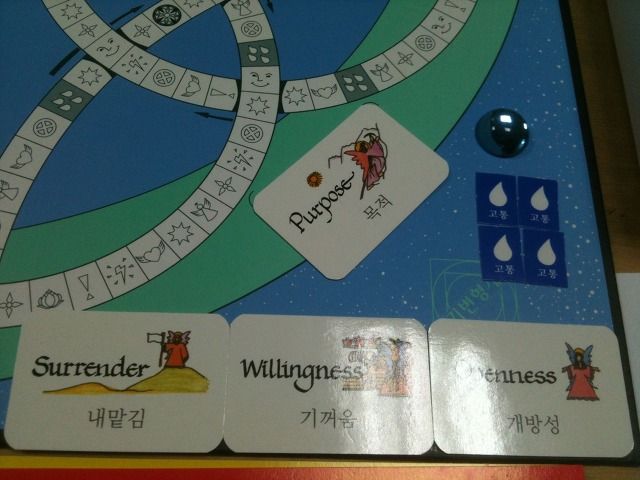 Purpose
목적
고통
고통
고통
고통
Surrender
내맡김
Willingness
기꺼움
enness
개방성